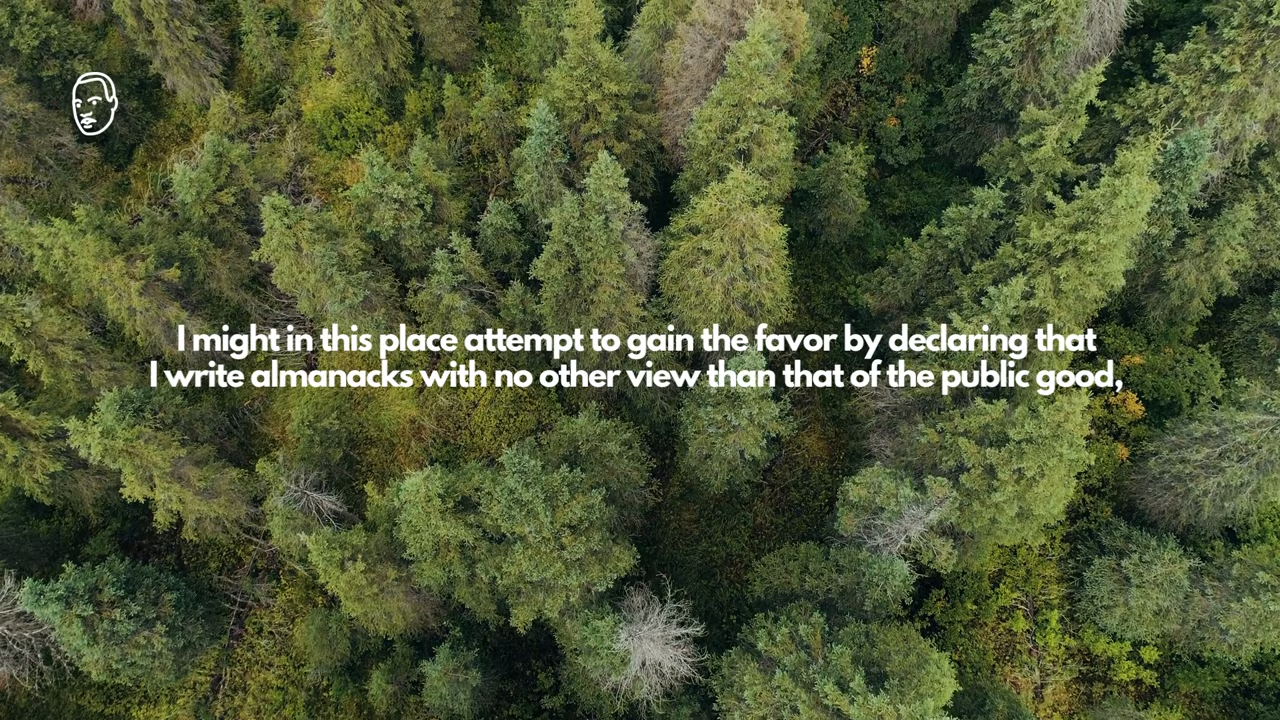 I might in this place attempt to gain the favor by declaring that
I write almanacks with no other view than that of the public good,